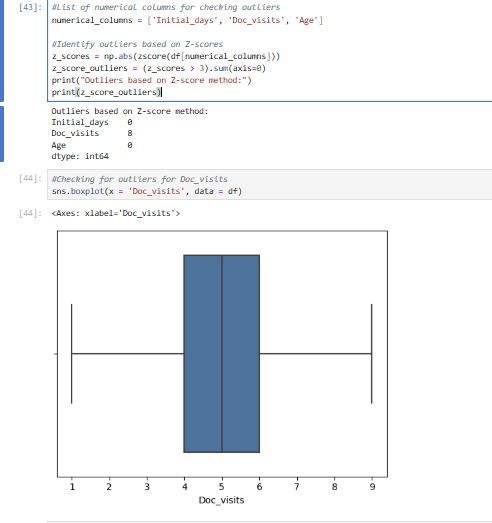 [43]: #List of numerical columns for checking outliers
numerical_columns = ['Initial_days', 'Doc_visits', 'Age']
#Identify outliers based on Z-scores
z_scores = np.abs(zscore(df[numerical_columns]))
z_score_outliers = (z_scores > 3).sum(axis=0)
print("Outliers based on Z-score method:")
print(z_score_outliers)
Outliers based on Z-score method:
Initial_days 0
Doc_visits 8
Age 0
dtype: int64
[44]: #Checking for outliers for Doc_visits
sns.boxplot(x = 'Doc_visits', data = df)
[44]: <Axes: xlabel='Doc_visits'>
1 2 3 4 5 6 7 8 9
Doc_visits